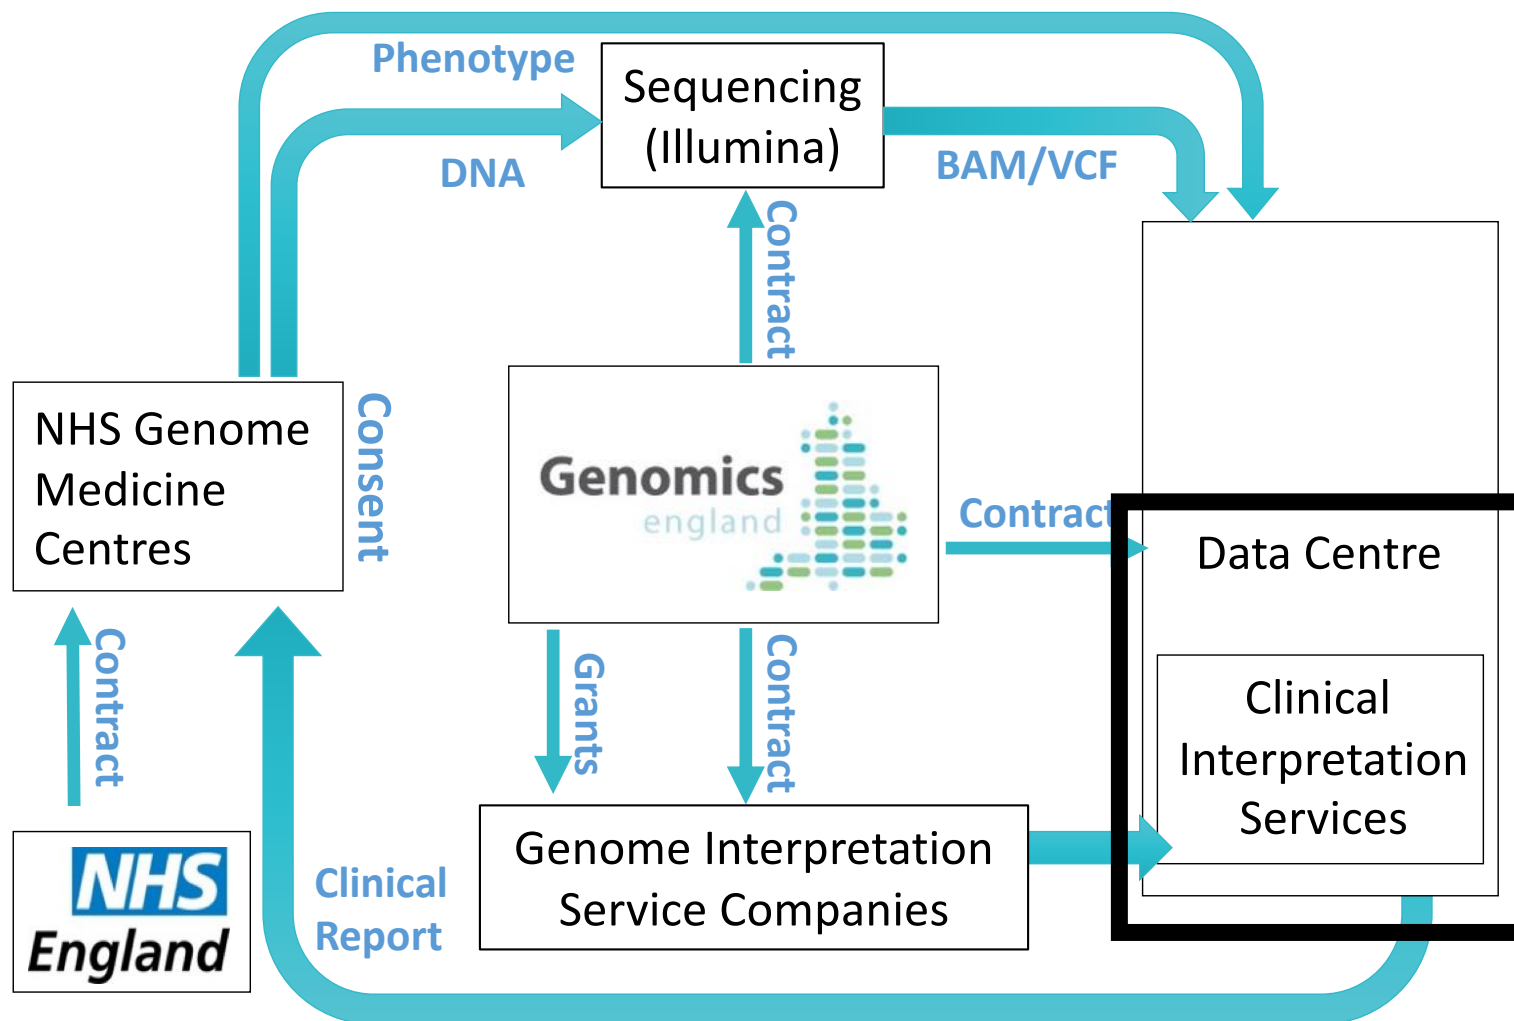 Phenotype
Sequencing
(Illumina)
DNA
BAM/VCF
Contract
NHS Genome
Medicine
Centres
Consent
Genomics
england
Contract
Data Centre
Contract
Grants
Contract
Clinical
Interpretation
Services
Genome Interpretation
Service Companies
Clinical
Report
NHS
England